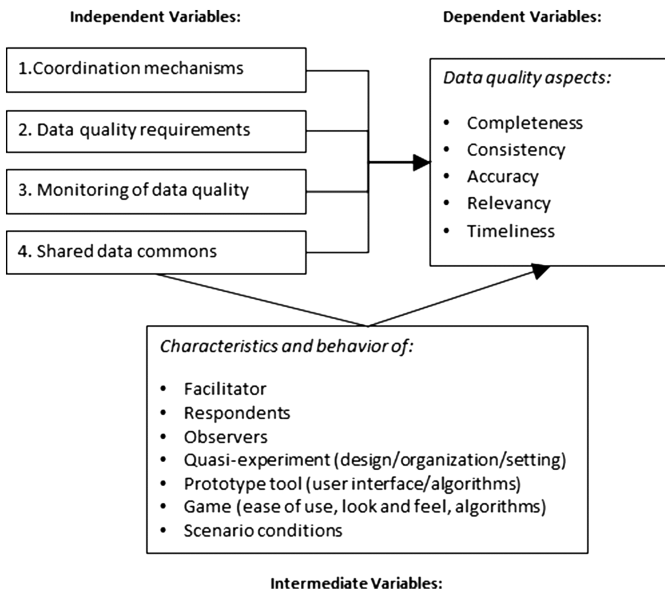 Independent Variables:
Dependent Variables:
1.Coordination mechanisms
2. Data quality requirements
3. Monitoring of data quality
4. Shared data commons
Data quality aspects:
• Completeness
• Consistency
• Accuracy
• Relevancy
• Timeliness
Characteristics and behavior of:
• Facilitator
• Respondents
• Observers
• Quasi-experiment (design/organization/setting)
• Prototype tool (user interface/algorithms)
• Game (ease of use, look and feel, algorithms)
• Scenario conditions
Intermediate Variables: